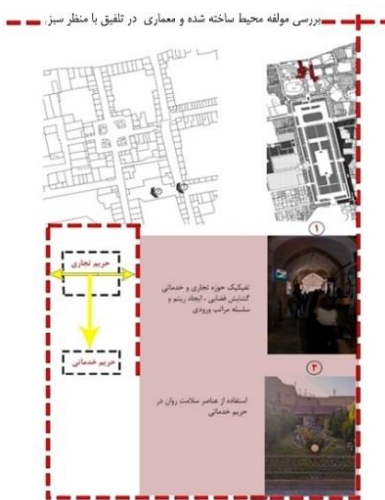 بررسی مولفه محیط ساخته شده و معماری در تلفیق با منظر سبز
۱
حریم تجاری
تفیکیک حوزه تجاری و خدماتی
گشایش فضایی ، ایجاد ریتم و
سلسله مراتب ورودی
حریم خدماتی
۲
استفاده از عناصر سلامت روان در
حریم خدماتی